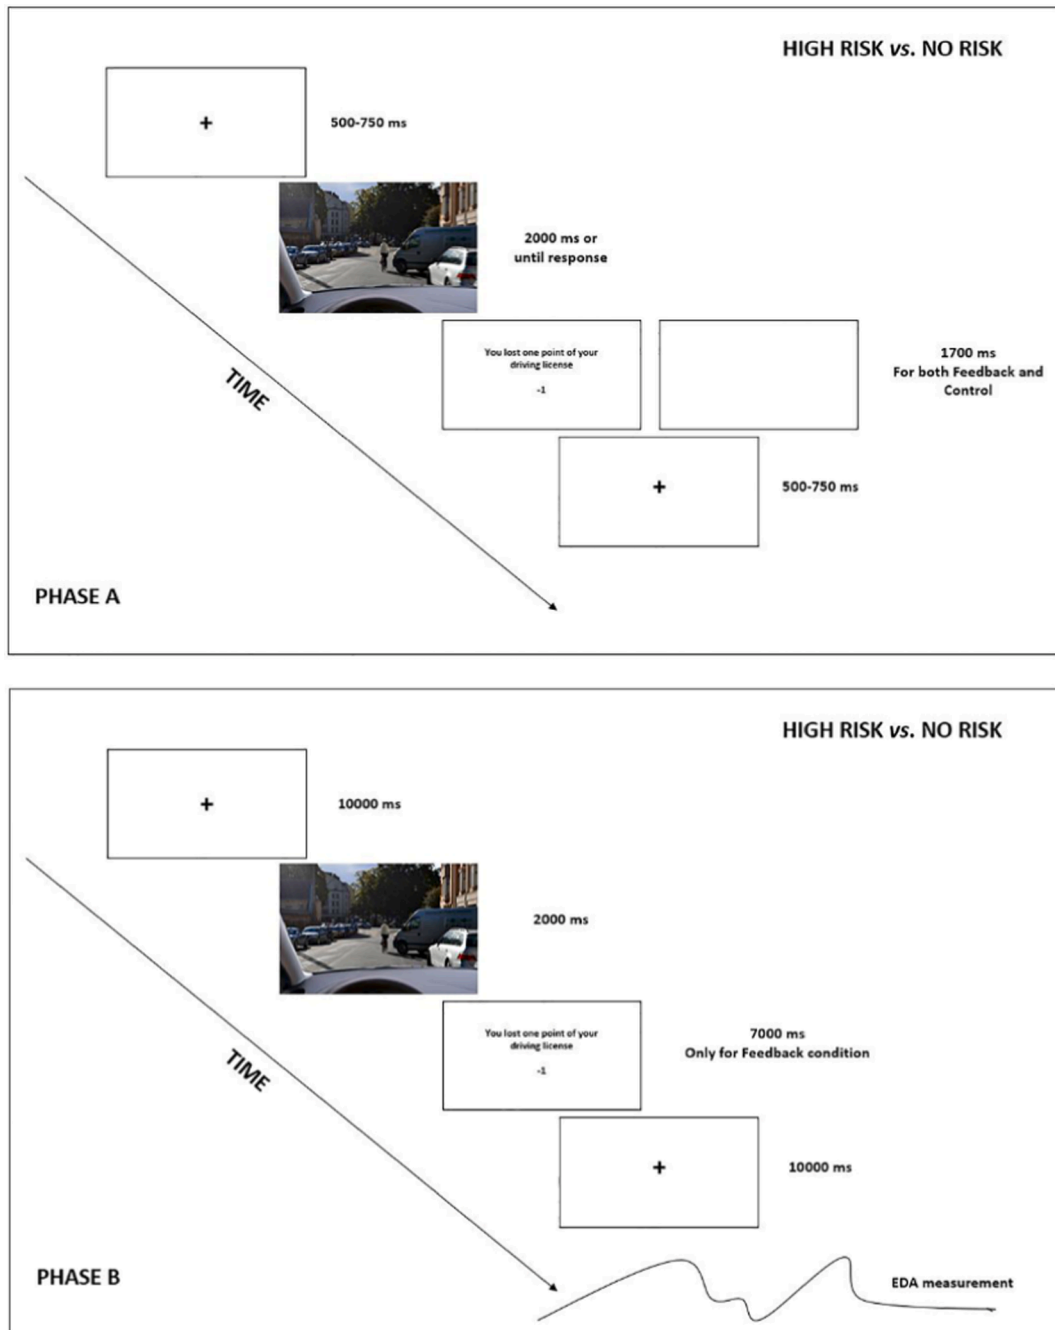 HIGH RISK vs. NO RISK
+
500-750 ms
2000 ms or
until response
You lost one point of your
driving license
-1
1700 ms
For both Feedback and
Control
TIME
+
500-750 ms
PHASE A
HIGH RISK vs. NO RISK
+
10000 ms
2000 ms
You lost one point of your
driving license
-1
7000 ms
Only for Feedback condition
TIME
+
10000 ms
PHASE B
EDA measurement